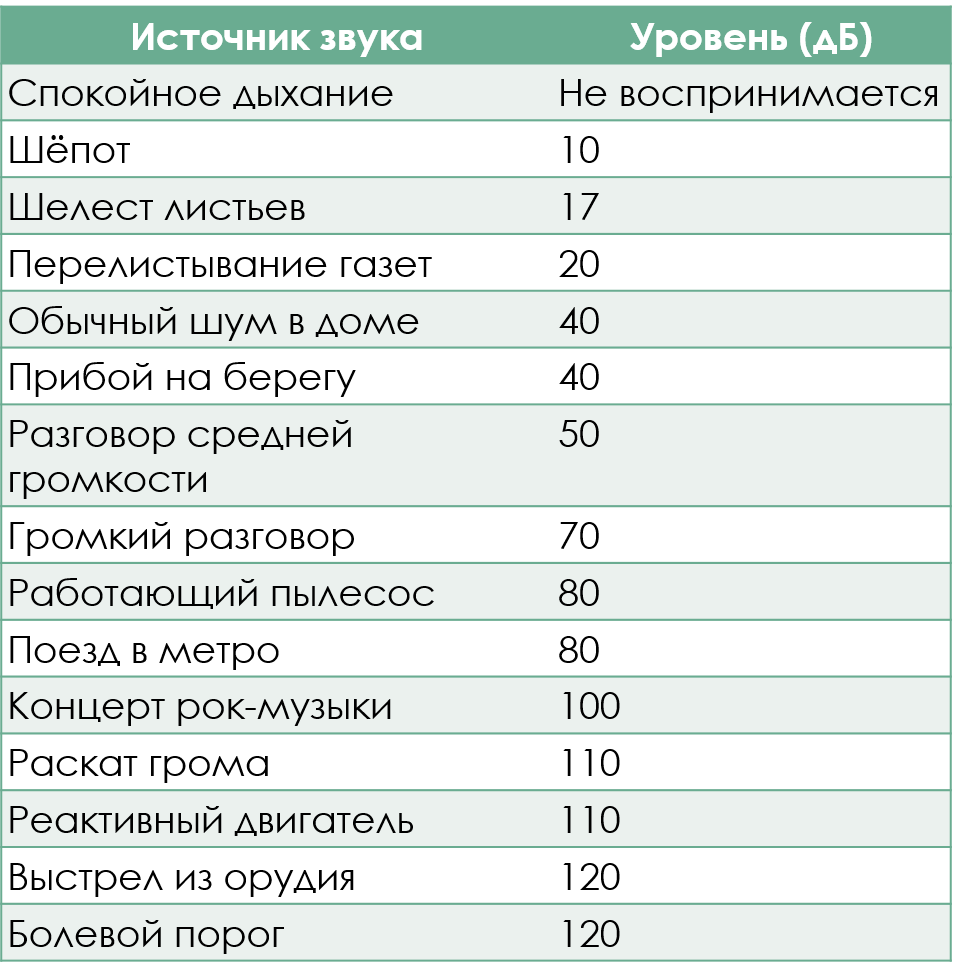 Источник звука Уровень (дБ)
Спокойное дыхание Не воспринимается
Шёпот 10
Шелест листьев 17
Перелистывание газет 20
Обычный шум в доме 40
Прибой на берегу 40
Разговор средней 50
громкости
Громкий разговор 70
Работающий пылесос 80
Поезд в метро 80
Концерт рок-музыки 100
Раскат грома 110
Реактивный двигатель 110
Выстрел из орудия 120
Болевой порог 120